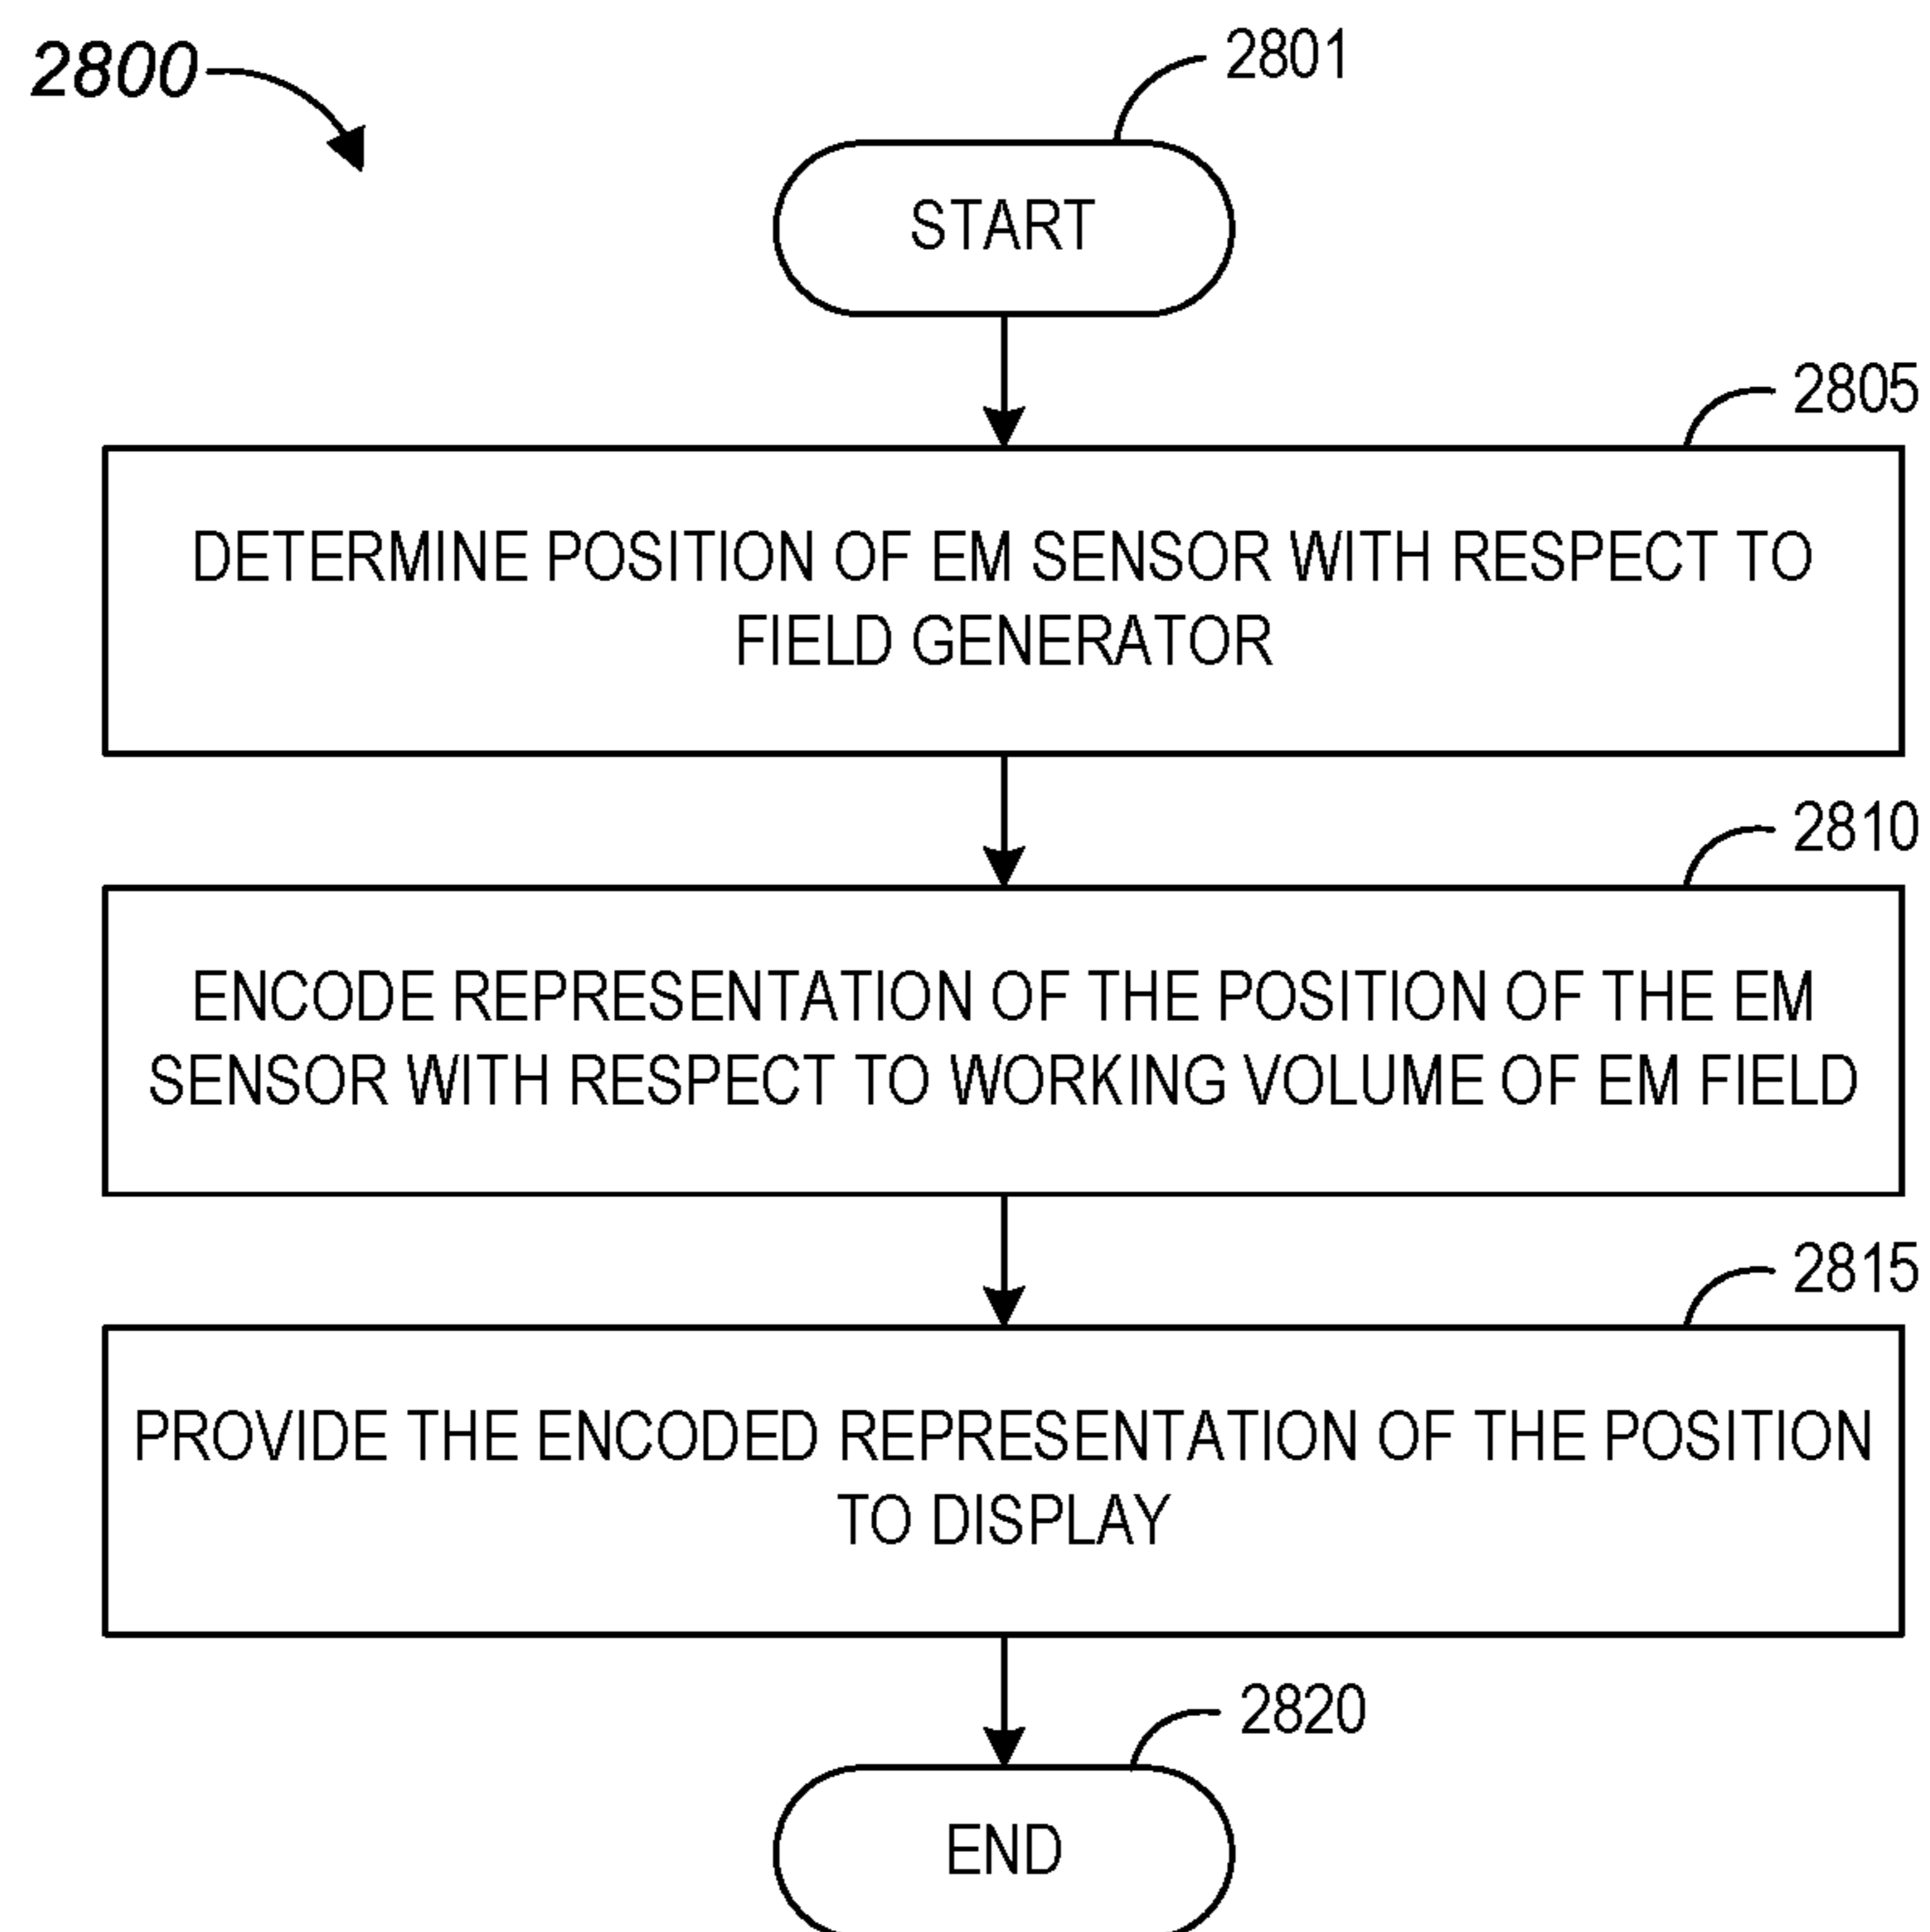 2800
2801
START
2805
DETERMINE POSITION OF EM SENSOR WITH RESPECT TO
FIELD GENERATOR
2810
ENCODE REPRESENTATION OF THE POSITION OF THE EM
SENSOR WITH RESPECT TO WORKING VOLUME OF EM FIELD
2815
PROVIDE THE ENCODED REPRESENTATION OF THE POSITION
TO DISPLAY
2820
END